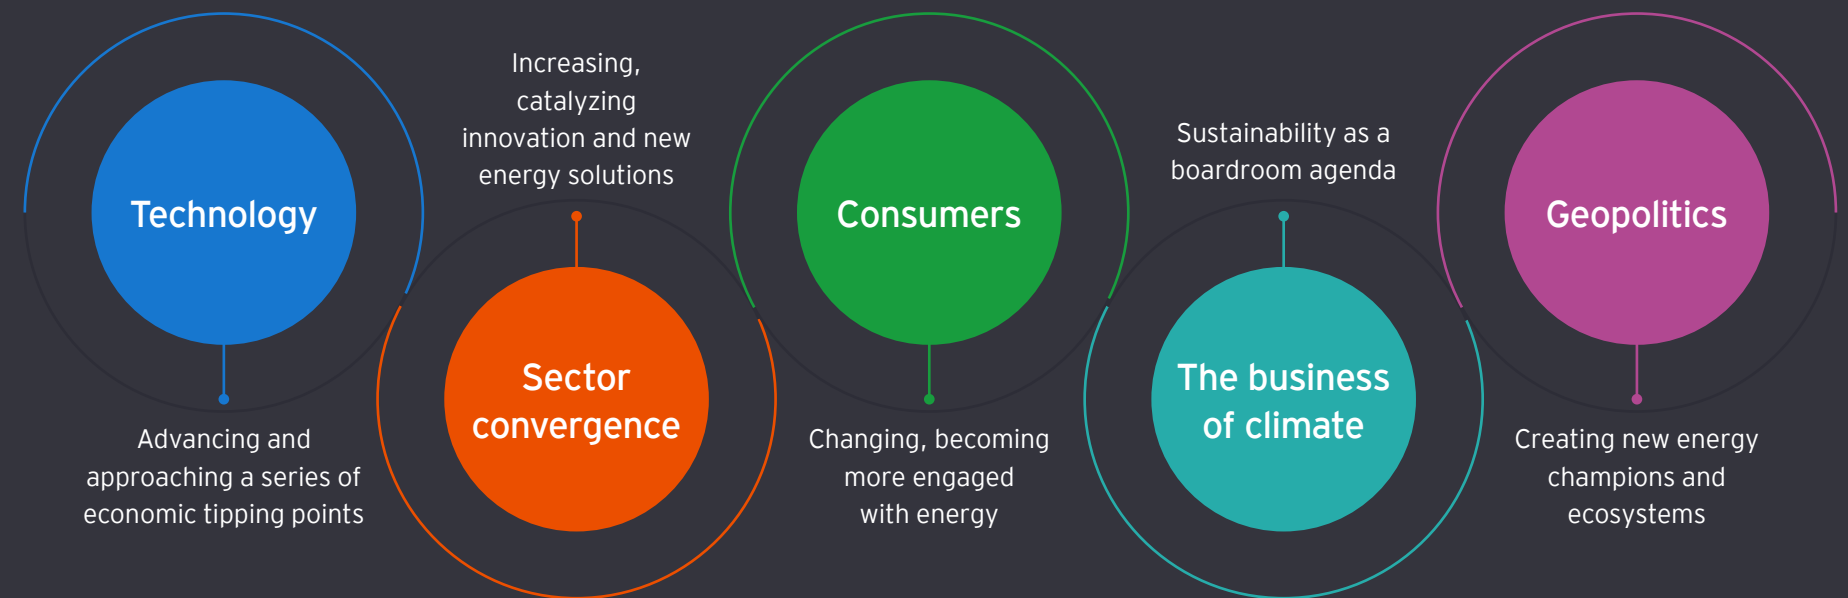 Technology
Advancing and
approaching a series of
economic tipping points
Increasing,
catalyzing
innovation and new
energy solutions
Sector
convergence
Consumers
Changing, becoming
more engaged
with energy
Sustainability as a
boardroom agenda
The business
of climate
Geopolitics
Creating new energy
champions and
ecosystems